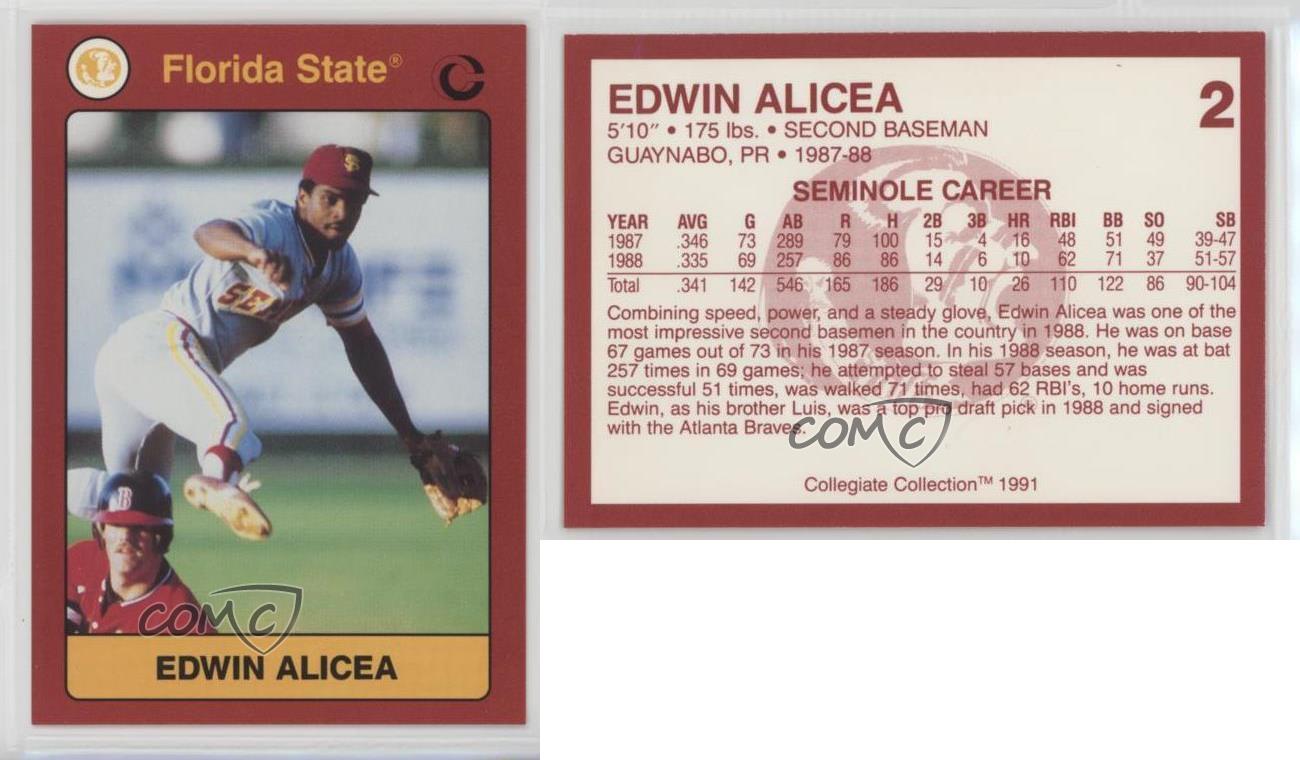 Florida State®
SE
B
COMC
EDWIN ALICEA
EDWIN ALICEA
2
5'10" • 175 lbs. • SECOND BASEMAN
GUAYNABO, PR • 1987-88
SEMINOLE CAREER
YEAR AVG G AB R H 2B 3B HR RBI BB SO SB
1987 .346 73 289 79 100 15 4 16 48 51 49 39-47
1988 .335 69 257 86 86 14 6 10 62 71 37 51-57
Total .341 142 546 165 186 29 10 26 110 122 86 90-104
Combining speed, power, and a steady glove, Edwin Alicea was one of the
most impressive second basemen in the country in 1988. He was on base
67 games out of 73 in his 1987 season. In his 1988 season, he was at bat
257 times in 69 games; he attempted to steal 57 bases and was
successful 51 times, was walked 71 times, had 62 RBI's, 10 home runs.
Edwin, as his brother Luis, was a top pro draft pick in 1988 and signed
with the Atlanta Braves.
COMC
Collegiate Collection™ 1991